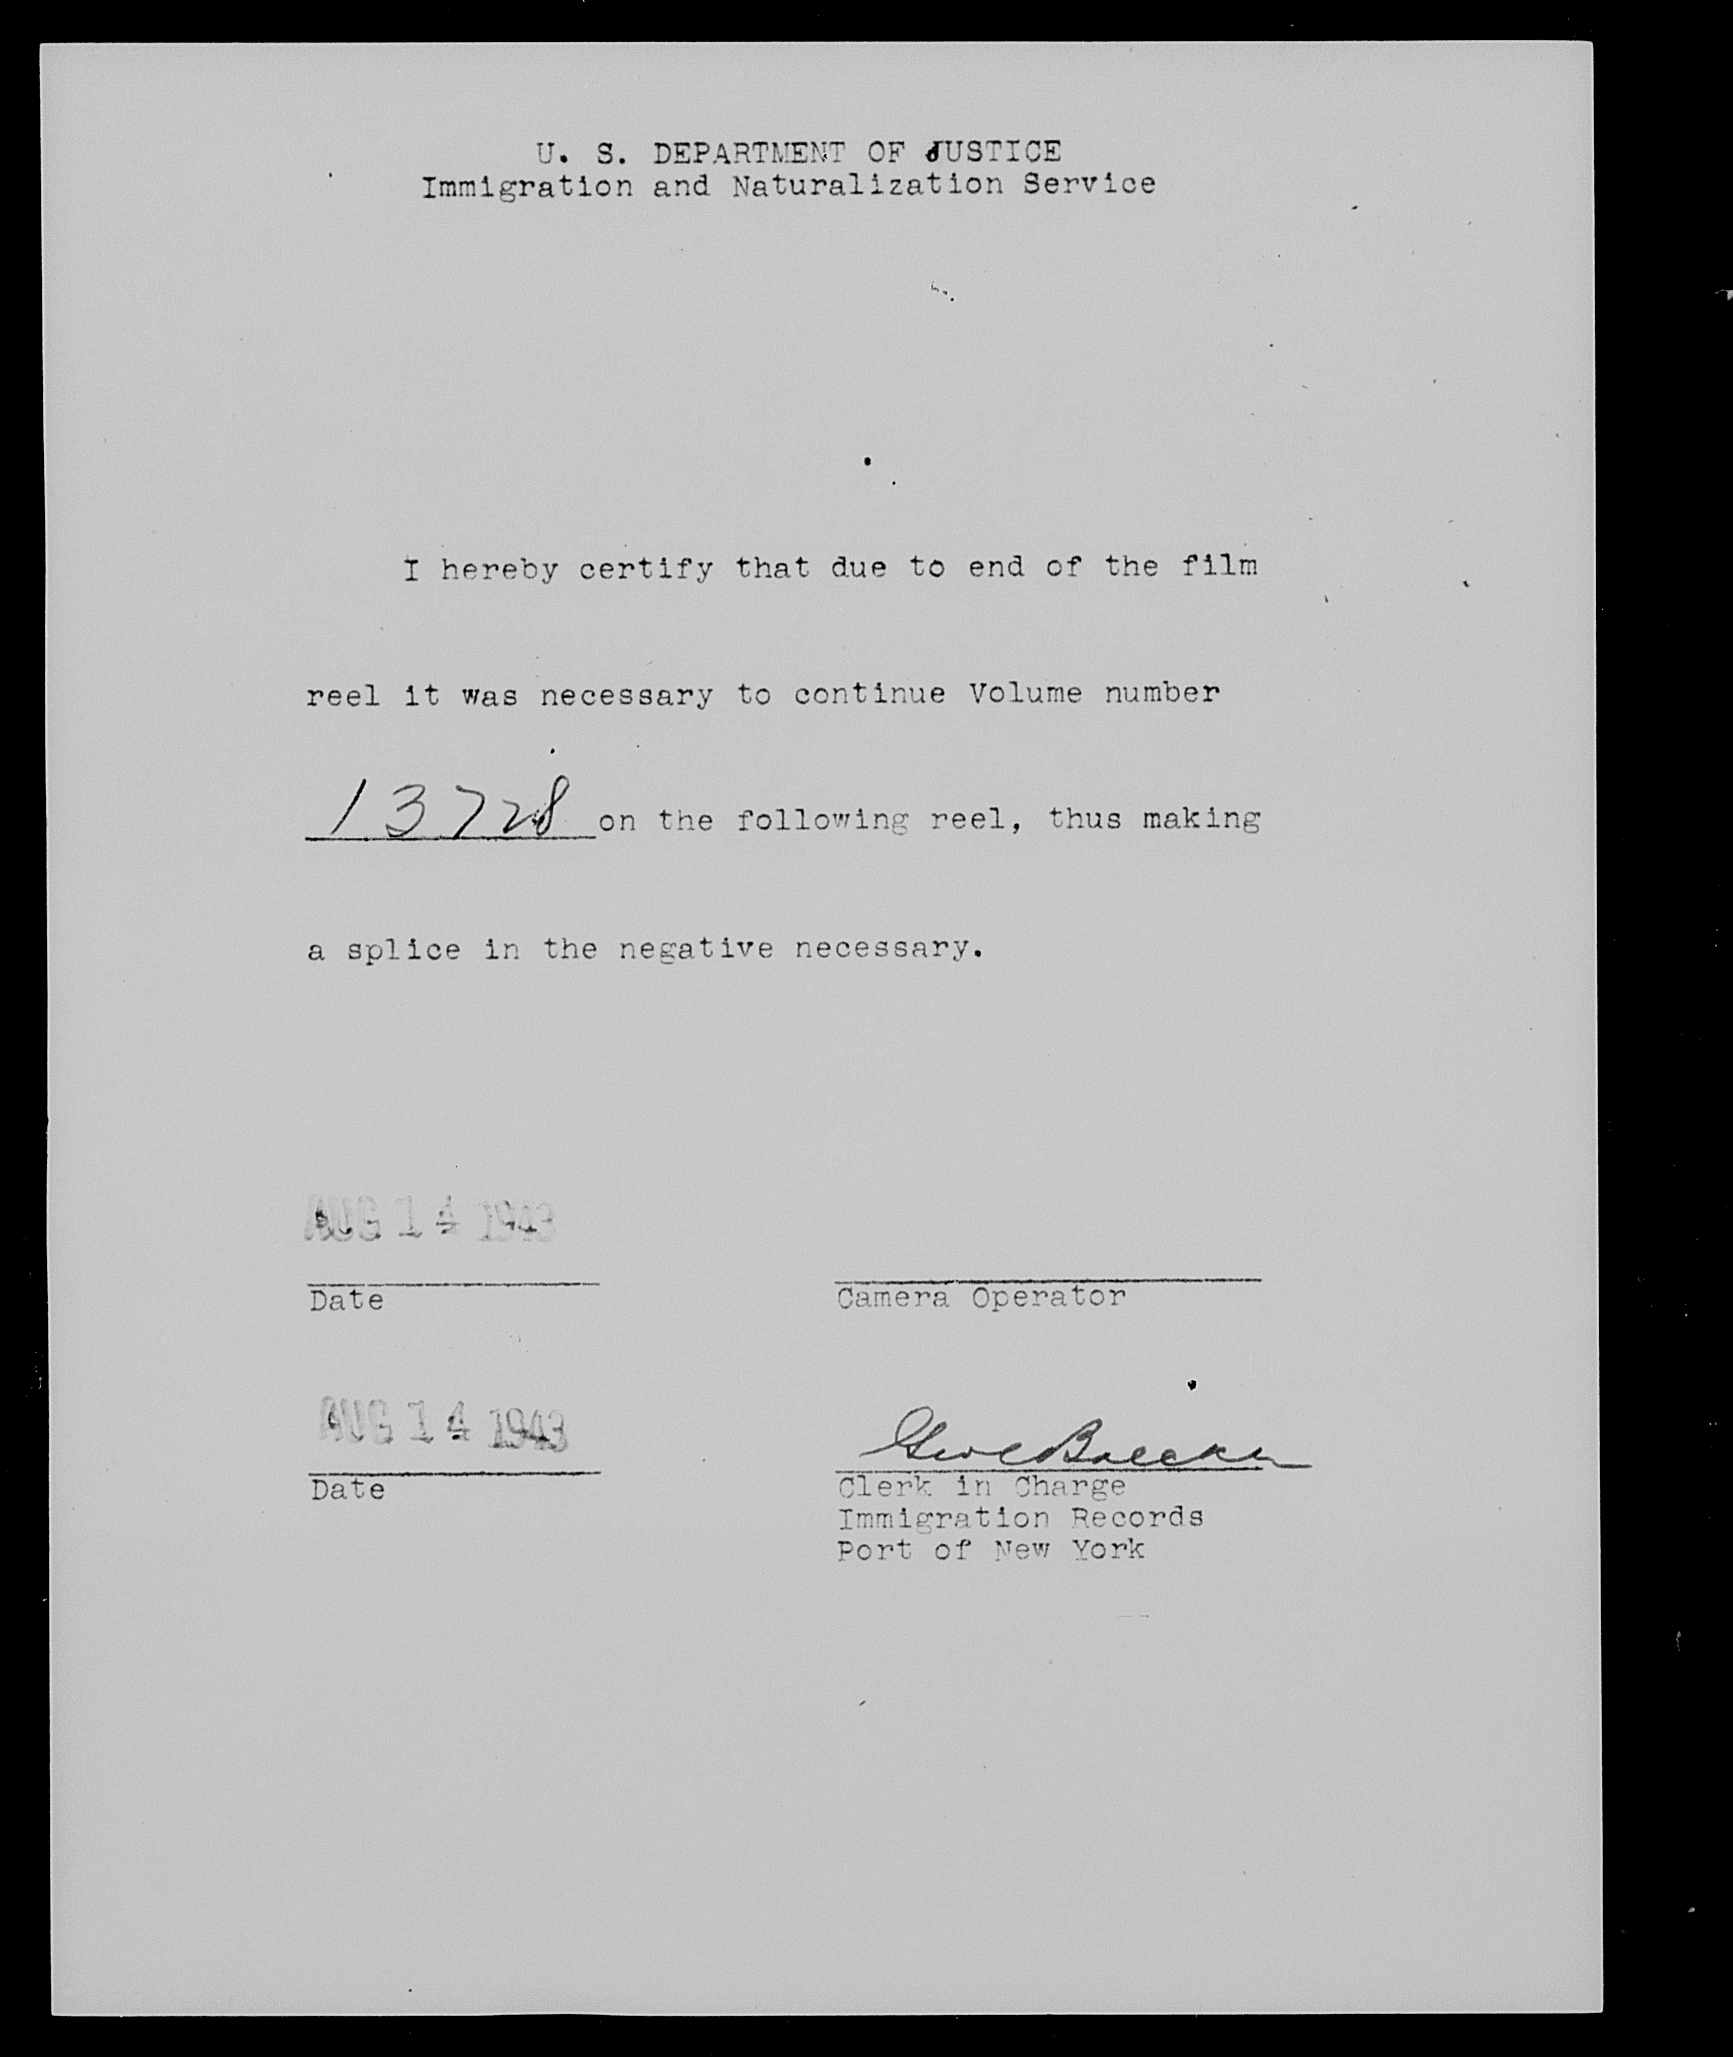 U. S. DEPARTMENT OF JUSTICE
Immigration and Naturalization Service
I hereby certify that due to end of the film
reel it was necessary to continue Volume number
13728 on the following reel, thus making
a splice in the negative necessary.
AUG 14 1943
Date
Camera Operator
AUG 14 1943
Date
Clerk in Charge
Immigration Records
Port of New York